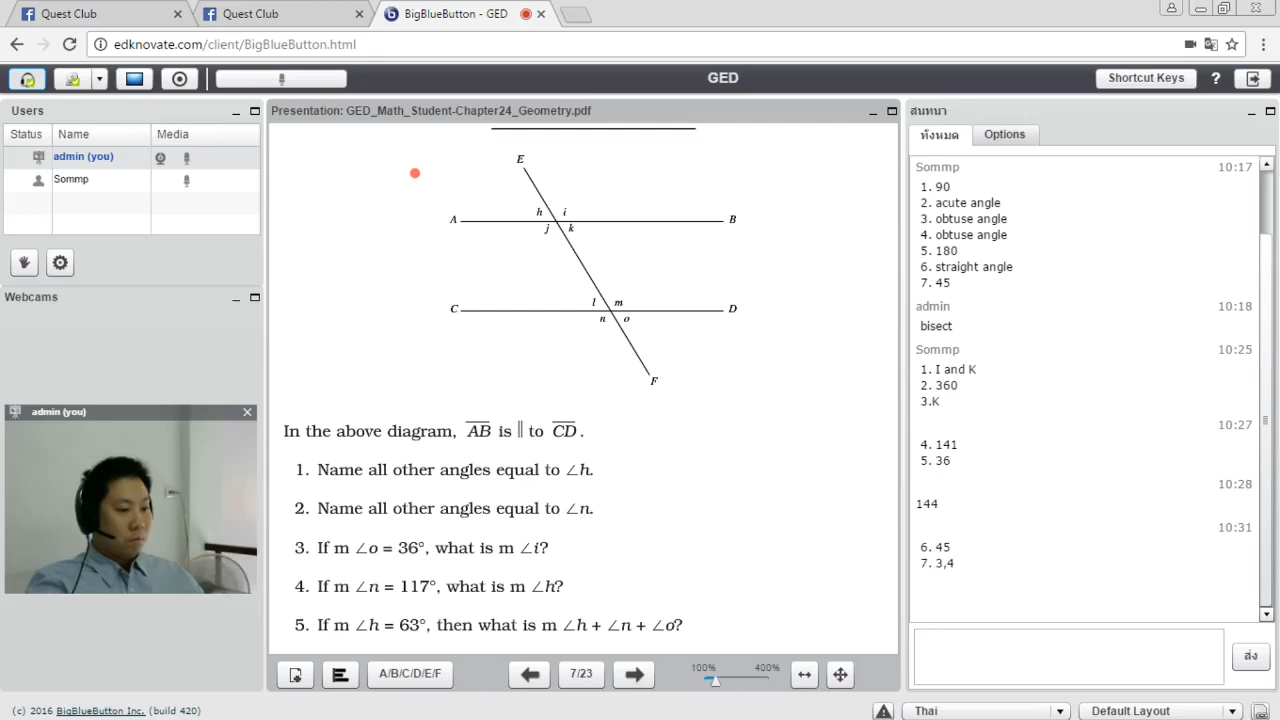 Quest Club
Quest Club
BigBlueButton - GED
edknovate.com/client/BigBlueButton.html
GED
Shortcut Keys
?
Users
Status Name Media
admin (you)
Sommp
Webcams
admin (you)
Presentation: GED_Math_Student-Chapter24_Geometry.pdf
E
h i
A B
j k
l m
C D
n o
F
In the above diagram, AB is || to CD.
1. Name all other angles equal to ∠h.
2. Name all other angles equal to ∠n.
3. If m ∠o = 36°, what is m ∠i?
4. If m ∠n = 117°, what is m ∠h?
5. If m ∠h = 63°, then what is m ∠h + ∠n + ∠o?
A/B/C/D/E/F
7/23
100% 400%
สนทนา
ทั้งหมด Options
Sommp 10:17
1. 90
2. acute angle
3. obtuse angle
4. obtuse angle
5. 180
6. straight angle
7. 45
admin 10:18
bisect
Sommp 10:25
1. I and K
2. 360
3.K
10:27
4. 141
5. 36
10:28
144
10:31
6. 45
7. 3,4
ส่ง
(c) 2016 BigBlueButton Inc. (build 420)
Thai
Default Layout